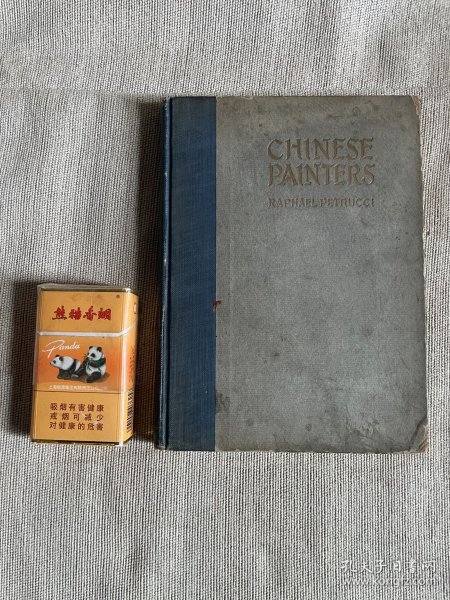 CHINESE
PAINTERS
RAPHAEL PETRUCCI
熊猫香烟
Panda
吸烟有害健康
戒烟可减少
对健康的危害
孔夫子旧书网
www.kongfz.com